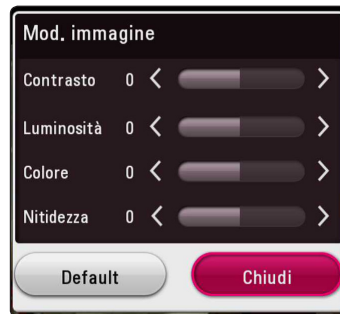 Mod. immagine
Contrasto 0
Luminosità 0
Colore 0
Nitidezza 0
Default Chiudi